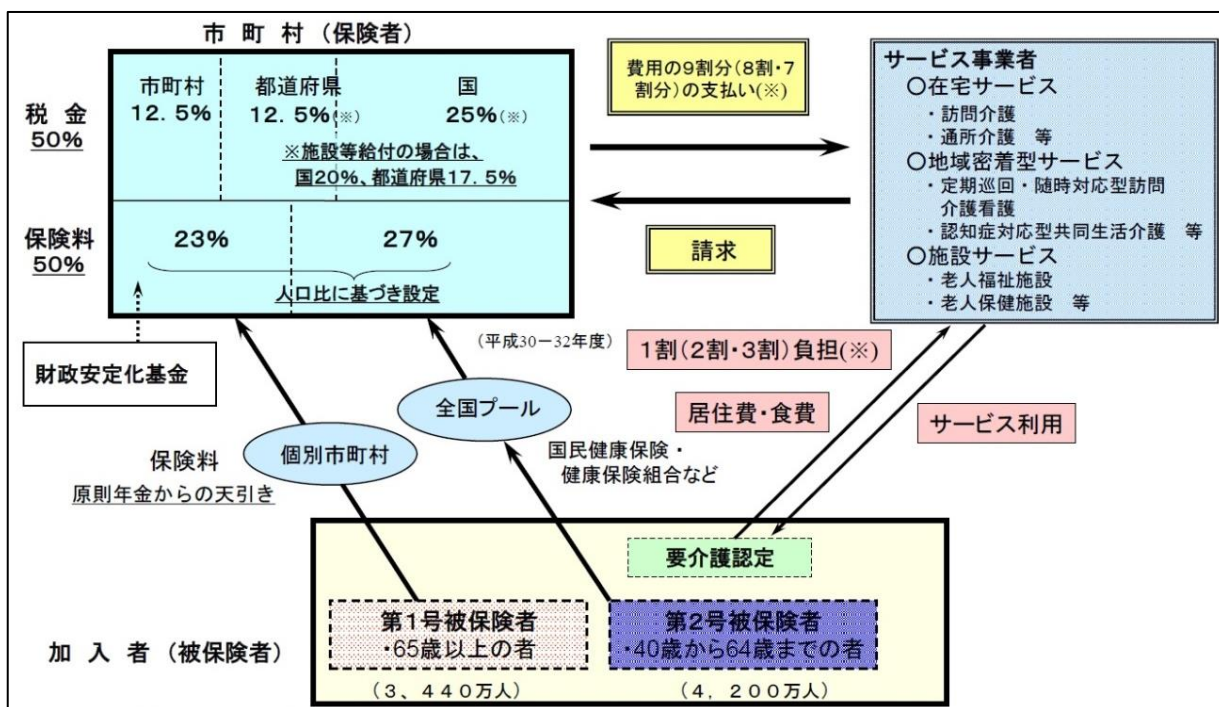 市 町 村 (保険者)
税 金
50%
市町村
12. 5%
都道府県
12. 5%(※)
国
25%(※)
※施設等給付の場合は、
国20%、都道府県17. 5%
保険料
50%
23%
27%
人口比に基づき設定
財政安定化基金
費用の9割分(8割・7
割分)の支払い(※)
請求
サービス事業者
○在宅サービス
・訪問介護
・通所介護 等
○地域密着型サービス
・定期巡回・随時対応型訪問
介護看護
・認知症対応型共同生活介護 等
○施設サービス
・老人福祉施設
・老人保健施設 等
(平成30-32年度)
1割(2割・3割)負担(※)
居住費・食費
サービス利用
全国プール
国民健康保険・
健康保険組合など
個別市町村
保険料
原則年金からの天引き
要介護認定
第1号被保険者
・65歳以上の者
第2号被保険者
・40歳から64歳までの者
加 入 者 (被保険者)
(3、440万人)
(4, 200万人)